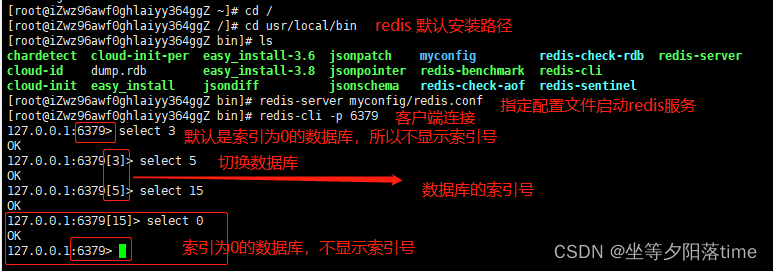 [root@iZwz96awf0ghlaiyy364ggZ ~]# cd /
[root@iZwz96awf0ghlaiyy364ggZ /]# cd usr/local/bin redis 默认安装路径
[root@iZwz96awf0ghlaiyy364ggZ bin]# ls
chardetect cloud-init-per easy_install-3.6 jsonpatch myconfig redis-check-rdb redis-server
cloud-id dump.rdb easy_install-3.8 jsonpointer redis-benchmark redis-cli
cloud-init easy_install jsondiff jsonschema redis-check-aof redis-sentinel
[root@iZwz96awf0ghlaiyy364ggZ bin]# redis-server myconfig/redis.conf 指定配置文件启动redis服务
[root@iZwz96awf0ghlaiyy364ggZ bin]# redis-cli -p 6379 客户端连接
127.0.0.1:6379> select 3 默认是索引为0的数据库，所以不显示索引号
OK
127.0.0.1:6379[3]> select 5 切换数据库
OK
127.0.0.1:6379[5]> select 15 数据库的索引号
OK
127.0.0.1:6379[15]> select 0
OK
127.0.0.1:6379> 索引为0的数据库，不显示索引号
CSDN @坐等夕阳落time